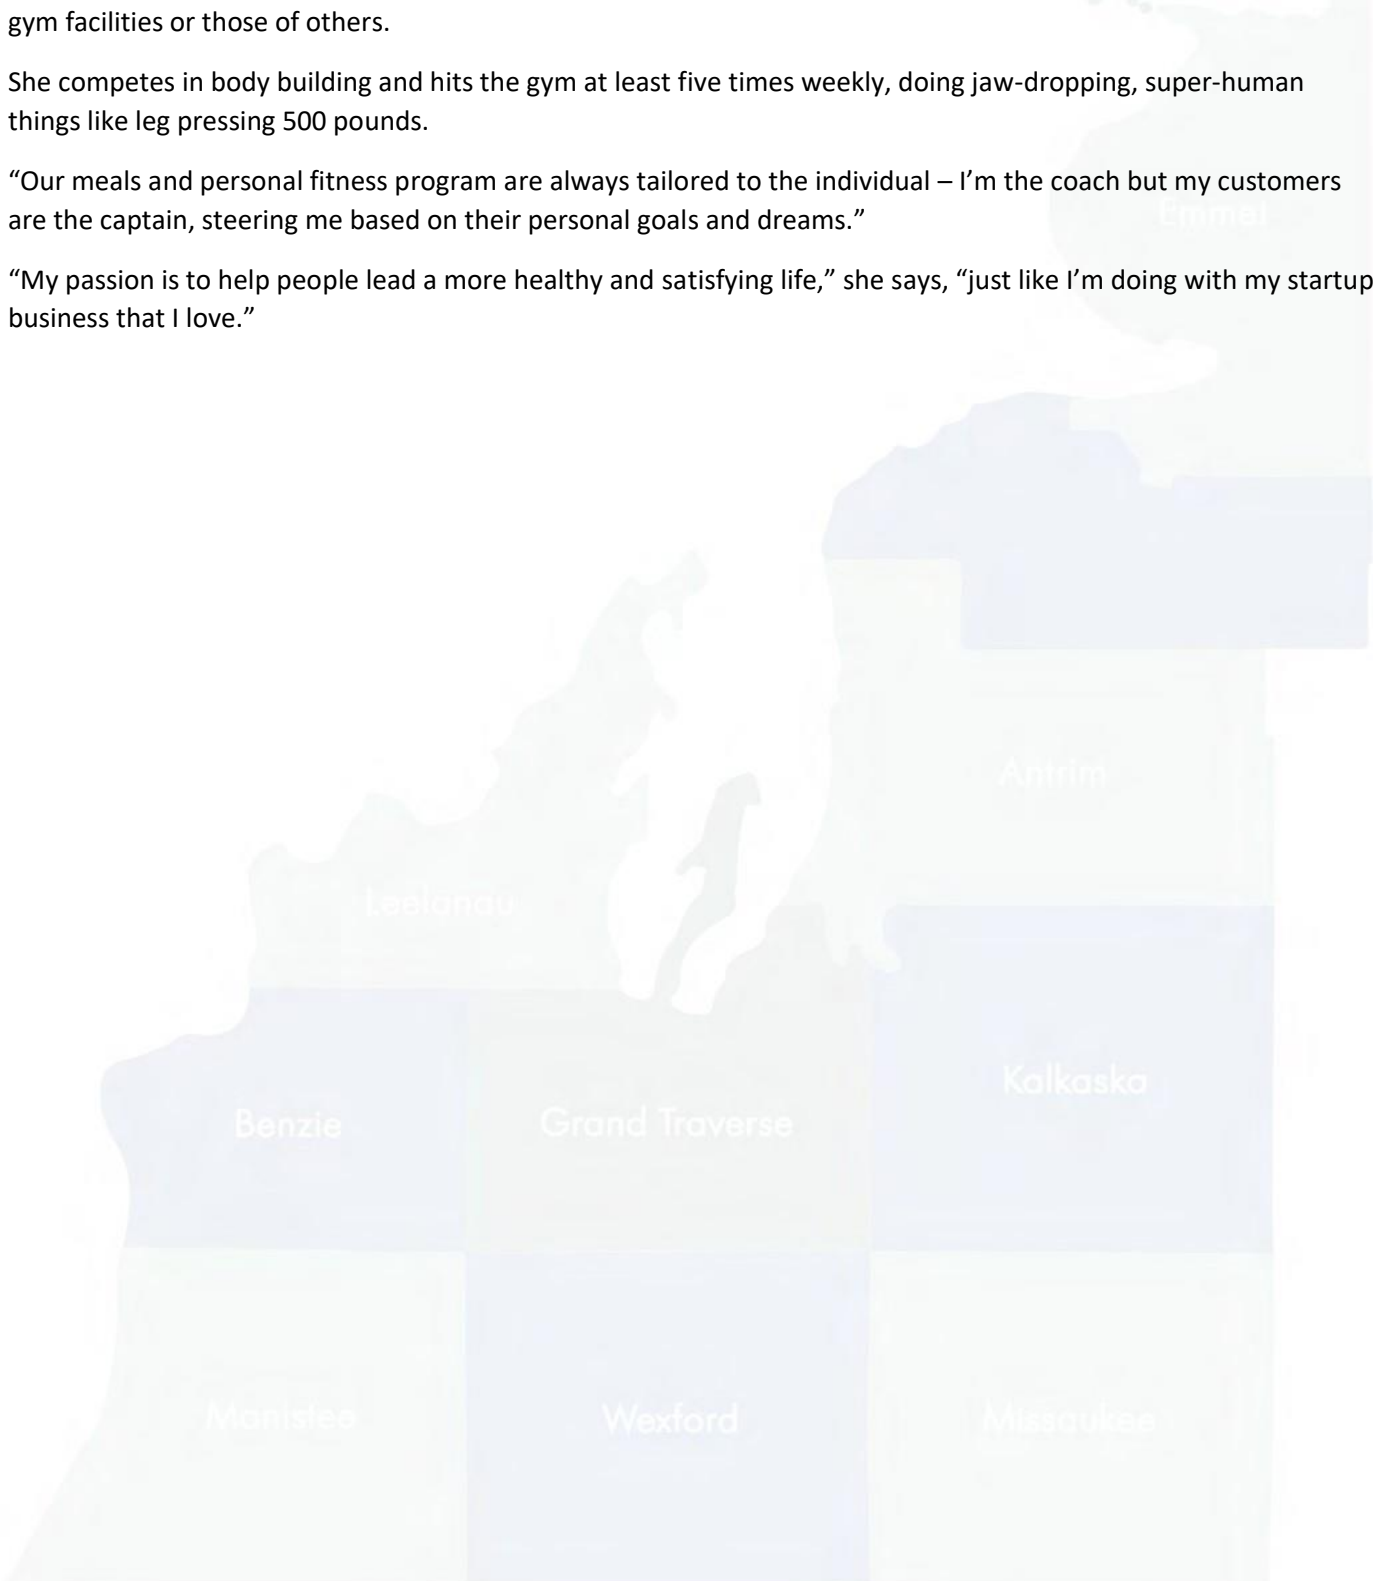 gym facilities or those of others.
She competes in body building and hits the gym at least five times weekly, doing jaw-dropping, super-human
things like leg pressing 500 pounds.
“Our meals and personal fitness program are always tailored to the individual – I’m the coach but my customers
are the captain, steering me based on their personal goals and dreams.”
“My passion is to help people lead a more healthy and satisfying life,” she says, “just like I’m doing with my startup
business that I love.”
Emmet
Antrim
Leelanau
Kalkaska
Benzie
Grand Traverse
Manistee
Wexford
Missaukee